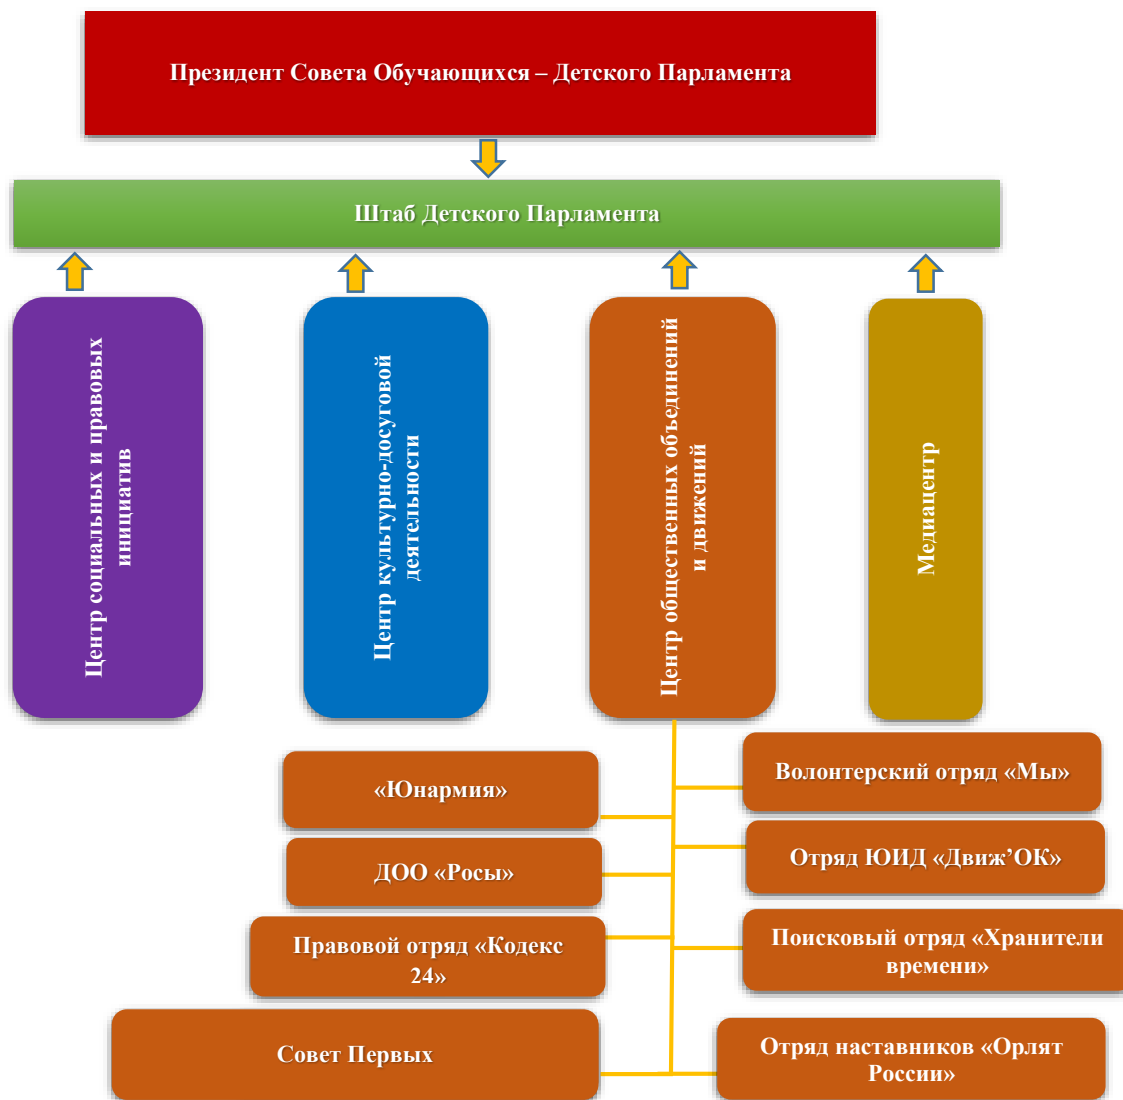 Президент Совета Обучающихся – Детского Парламента
Штаб Детского Парламента
Центр социальных и правовых
инициатив
Центр культурно-досуговой
деятельности
Центр общественных объединений
и движений
Медиацентр
«Юнармия»
Волонтерский отряд «Мы»
ДОО «Росы»
Отряд ЮИД «Движ’ОК»
Правовой отряд «Кодекс
24»
Поисковый отряд «Хранители
времени»
Совет Первых
Отряд наставников «Орлят
России»